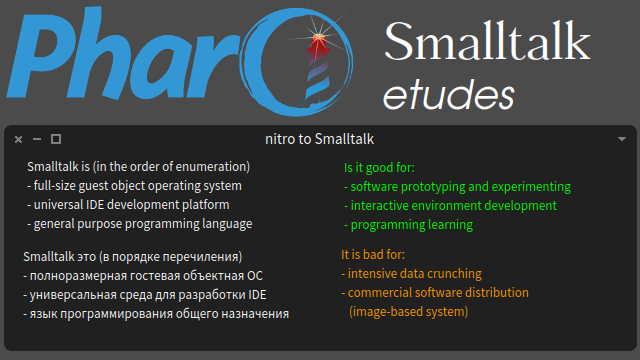 Pharo
Smalltalk
etudes
nitro to Smalltalk
Smalltalk is (in the order of enumeration)
- full-size guest object operating system
- universal IDE development platform
- general purpose programming language
Smalltalk это (в порядке перечиления)
- полноразмерная гостевая объектная ОС
- универсальная среда для разработки IDE
- язык программирования общего назначения
Is it good for:
- software prototyping and experimenting
- interactive environment development
- programming learning
It is bad for:
- intensive data crunching
- commercial software distribution
(image-based system)